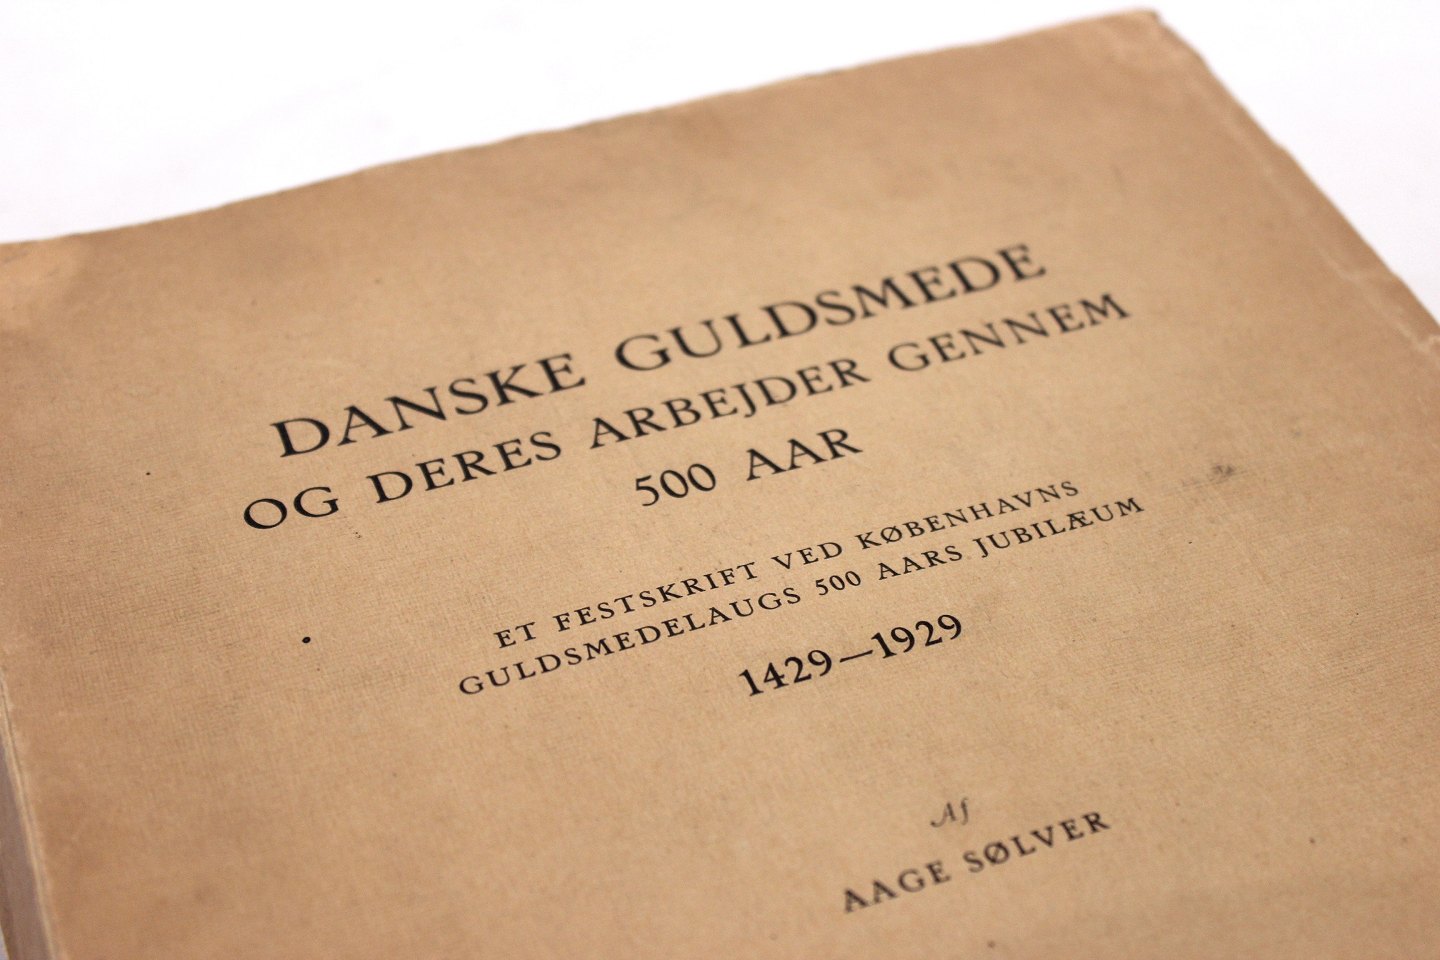 DANSKE GULDSMEDE
OG DERES ARBEJDER GENNEM
500 AAR
ET FESTSKRIFT VED KØBENHAVNS
GULDSMEDELAUGS 500 AARS JUBILÆUM
1429—1929
Af
AAGE SØLVER